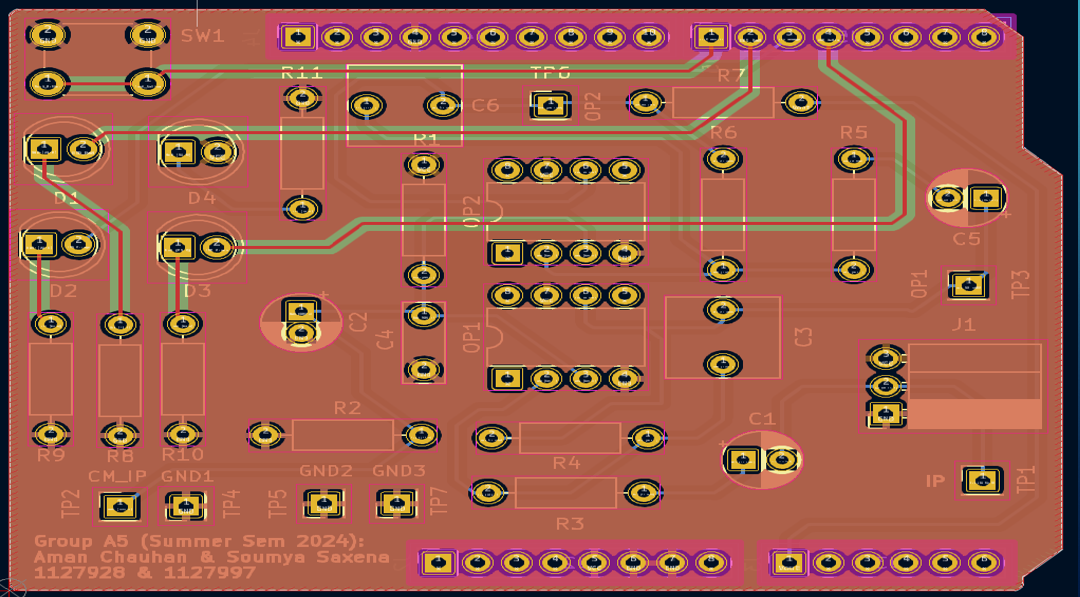 SW1
R11
TP6
R7
C6
OP2
R1
R6
R5
D1
D4
OP2
C5
D2
D3
OP1
TP3
C2
C4
OP1
C3
J1
R2
C1
R9
R8
R10
R4
CM_IP
GND1
GND2
GND3
IP
TP1
TP2
TP4
TP5
TP7
R3
Group A5 (Summer Sem 2024):
Aman Chauhan & Soumya Saxena
1127928 & 1127997